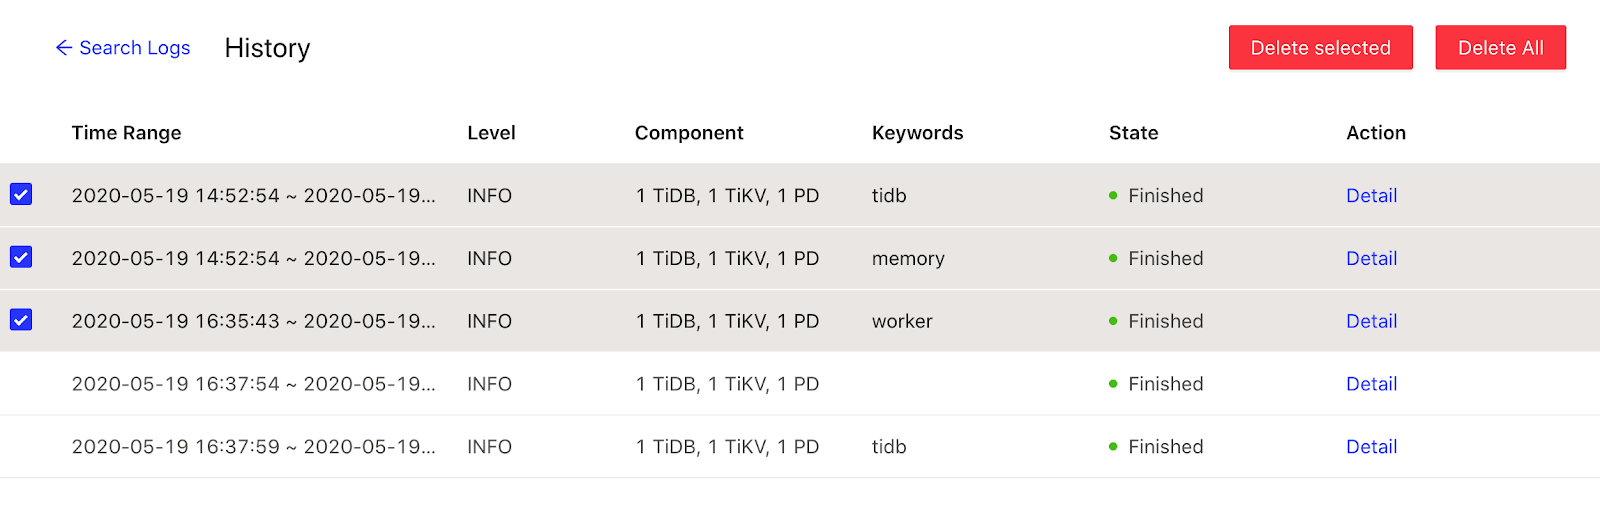 ← Search Logs History Delete selected Delete All
Time Range Level Component Keywords State Action
2020-05-19 14:52:54 ~ 2020-05-19... INFO 1 TiDB, 1 TiKV, 1 PD tidb Finished Detail
2020-05-19 14:52:54 ~ 2020-05-19... INFO 1 TiDB, 1 TiKV, 1 PD memory Finished Detail
2020-05-19 16:35:43 ~ 2020-05-19... INFO 1 TiDB, 1 TiKV, 1 PD worker Finished Detail
2020-05-19 16:37:54 ~ 2020-05-19... INFO 1 TiDB, 1 TiKV, 1 PD Finished Detail
2020-05-19 16:37:59 ~ 2020-05-19... INFO 1 TiDB, 1 TiKV, 1 PD tidb Finished Detail